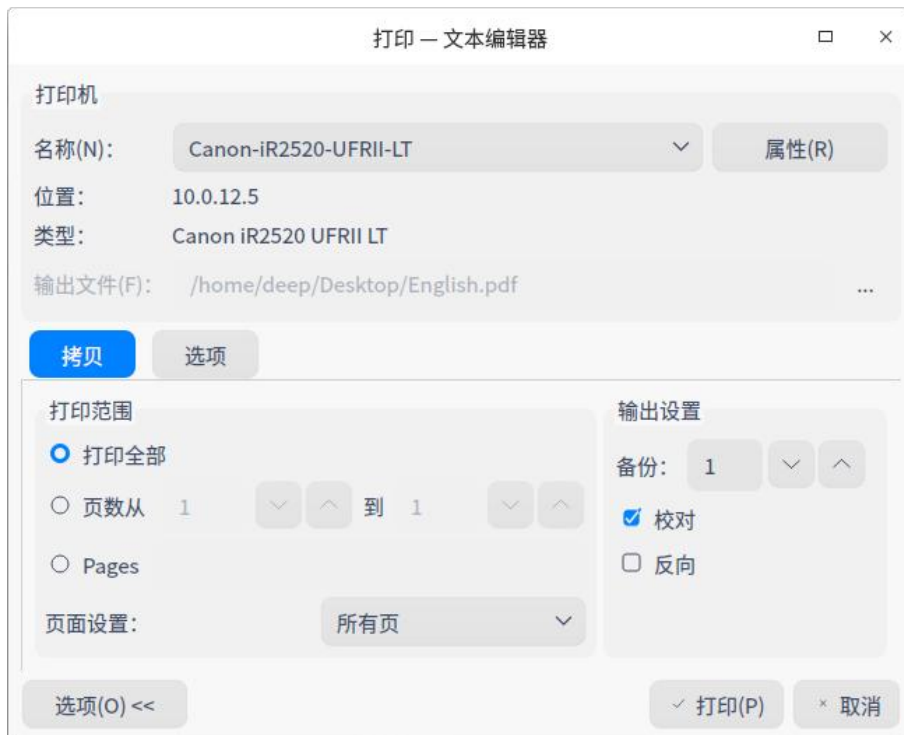 打印 — 文本编辑器
打印机
名称(N)： Canon-iR2520-UFRII-LT 属性(R)
位置： 10.0.12.5
类型： Canon iR2520 UFRII LT
输出文件(F)： /home/deep/Desktop/English.pdf ...
拷贝 选项
打印范围
打印全部
页数从 1 到 1
Pages
页面设置： 所有页
输出设置
备份： 1
校对
反向
选项(O) <<
打印(P) 取消